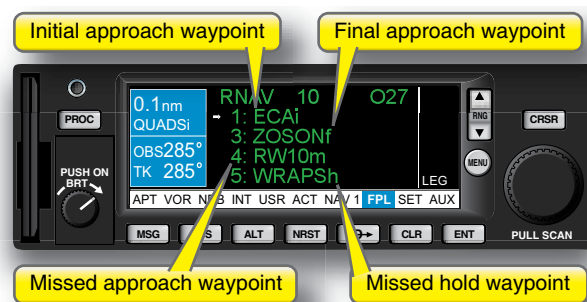 Initial approach waypoint
Final approach waypoint
PROC
PUSH ON
BRT
0.1nm
QUADSi
OBS285°
TK 285°
RNAV 10 O27
1: ECAi
3: ZOSONf
4: RW10m
5: WRAPSh
LEG
APT VOR NDB INT USR ACT NAV 1 FPL SET AUX
RNG
MENU
CRSR
PULL SCAN
MSG
ALT
NRST
CLR
ENT
Missed approach waypoint
Missed hold waypoint